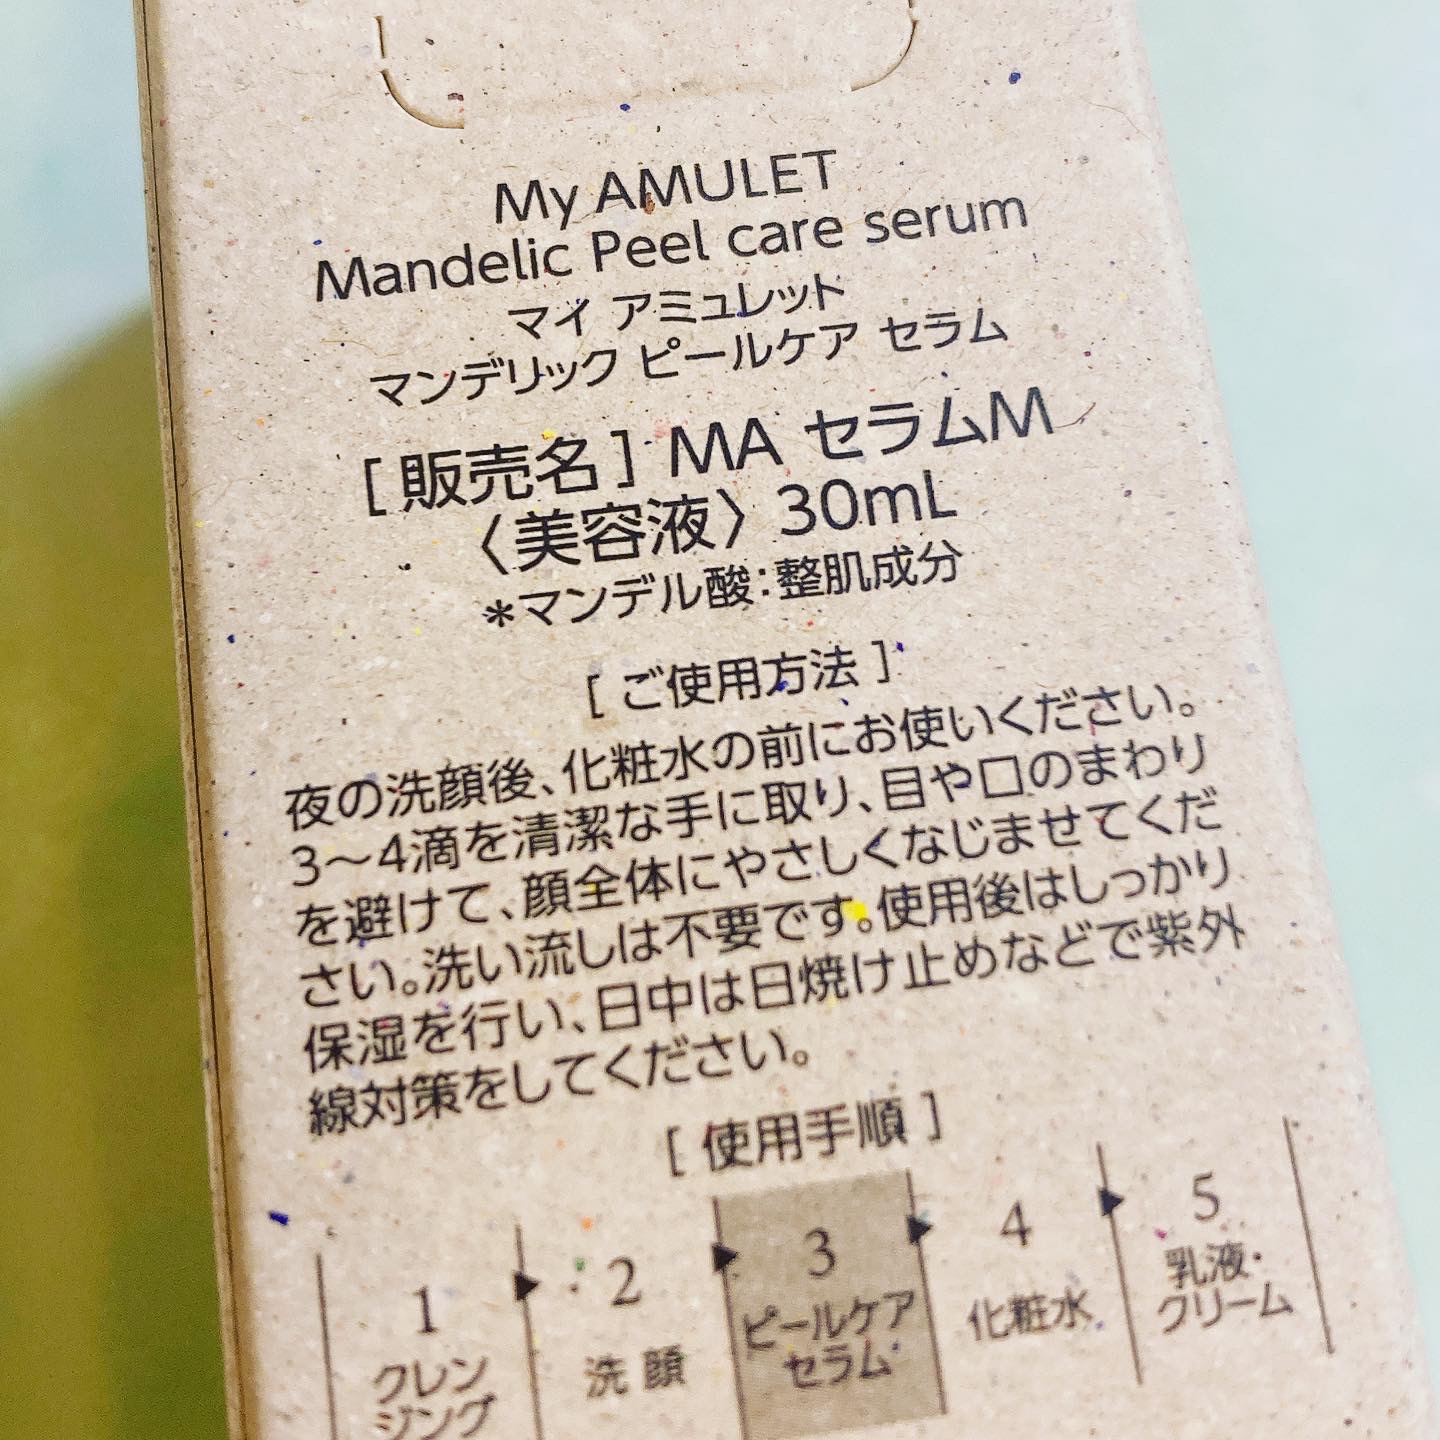 My AMULET
Mandelic Peel care serum
マイ アミュレット
マンデリック ピールケア セラム
[ 販売名 ] MA セラムM
〈美容液〉 30mL
*マンデル酸:整肌成分
[ ご使用方法 ]
夜の洗顔後、化粧水の前にお使いください。
3〜4滴を清潔な手に取り、目や口のまわり
を避けて、顔全体にやさしくなじませてくだ
さい。洗い流しは不要です。使用後はしっかり
保湿を行い、日中は日焼け止めなどで紫外
線対策をしてください。
[ 使用手順 ]
1
クレン
ジング
2
洗 顔
3
ピールケア
セラム
4
化粧水
5
乳液・
クリーム